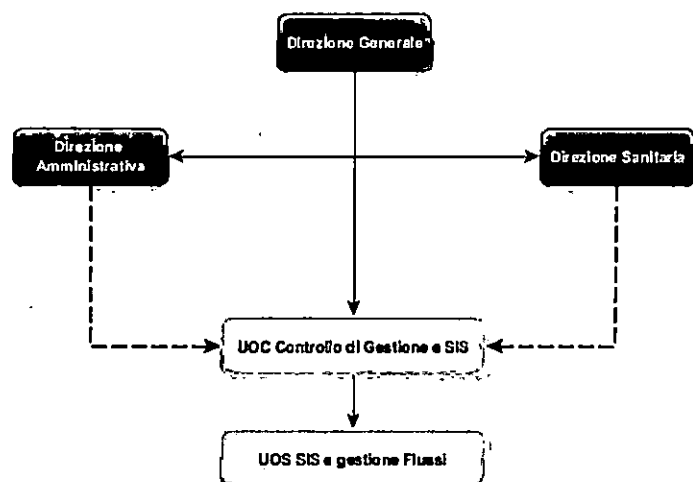 Direzione Generale
Direzione
Amministrativa
Direzione Sanitaria
UOC Controllo di Gestione e SIS
UOS SIS e gestione Flussi